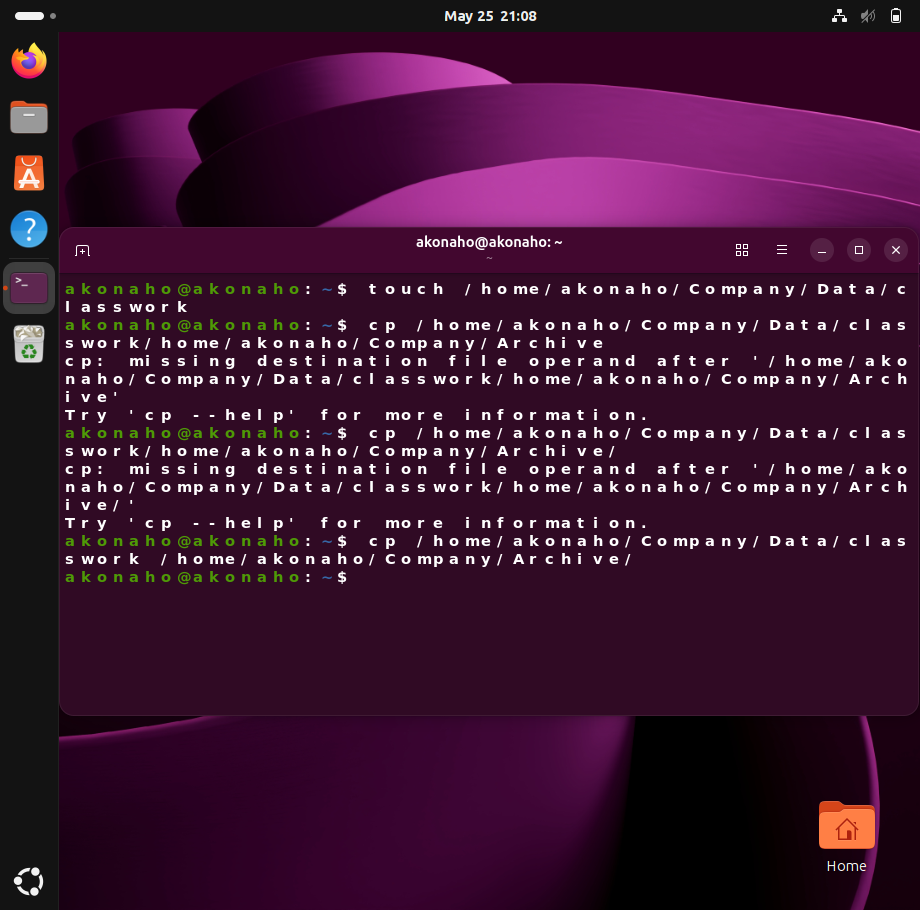 May 25 21:08
akonaho@akonaho: ~
~
akonaho@akonaho:~$ touch /home/akonaho/Company/Data/c
lasswork
akonaho@akonaho:~$ cp /home/akonaho/Company/Data/clas
swork/home/akonaho/Company/Archive
cp: missing destination file operand after '/home/ako
naho/Company/Data/classwork/home/akonaho/Company/Arch
ive'
Try 'cp --help' for more information.
akonaho@akonaho:~$ cp /home/akonaho/Company/Data/clas
swork/home/akonaho/Company/Archive/
cp: missing destination file operand after '/home/ako
naho/Company/Data/classwork/home/akonaho/Company/Arch
ive/'
Try 'cp --help' for more information.
akonaho@akonaho:~$ cp /home/akonaho/Company/Data/clas
swork /home/akonaho/Company/Archive/
akonaho@akonaho:~$
Home